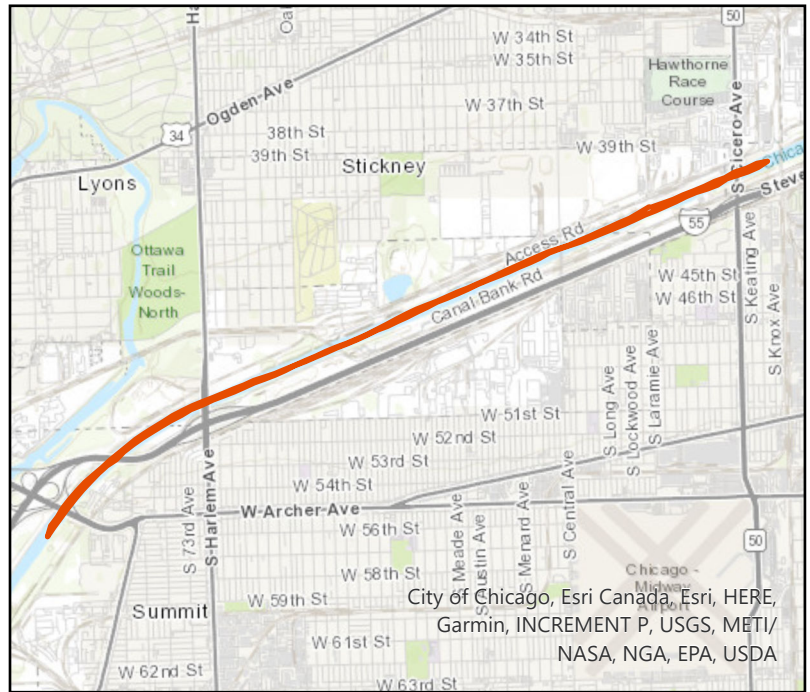 50
W 34th St
W 35th St
Hawthorne
Race
Course
W 37th St
Ogden Ave
34
38th St
39th St
W 39th St
Stickney
Lyons
S Cicero Ave
Steve
55
Ottawa
Trail
Woods-
North
Access Rd
Canal Bank Rd
W 45th St
W 46th St
S Keating Ave
S Knox Ave
S Long Ave
S Lockwood Ave
S Laramie Ave
W 51st St
W 52nd St
W 53rd St
W 54th St
S 73rd Ave
S Harlem Ave
W Archer Ave
W 56th St
S Meade Ave
S Austin Ave
S Menard Ave
S Central Ave
50
W 58th St
W 59th St
Summit
Chicago -
Midway
Airport
W 61st St
W 62nd St
W 63rd St
City of Chicago, Esri Canada, Esri, HERE,
Garmin, INCREMENT P, USGS, METI/
NASA, NGA, EPA, USDA